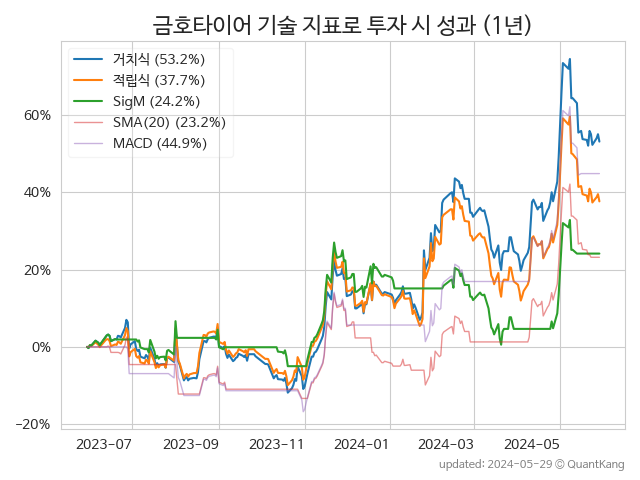 금호타이어 기술 지표로 투자 시 성과 (1년)
거치식 (53.2%)
적립식 (37.7%)
SigM (24.2%)
SMA(20) (23.2%)
MACD (44.9%)
60%
40%
20%
0%
−20%
2023-07 2023-09 2023-11 2024-01 2024-03 2024-05
updated: 2024-05-29 © QuantKang